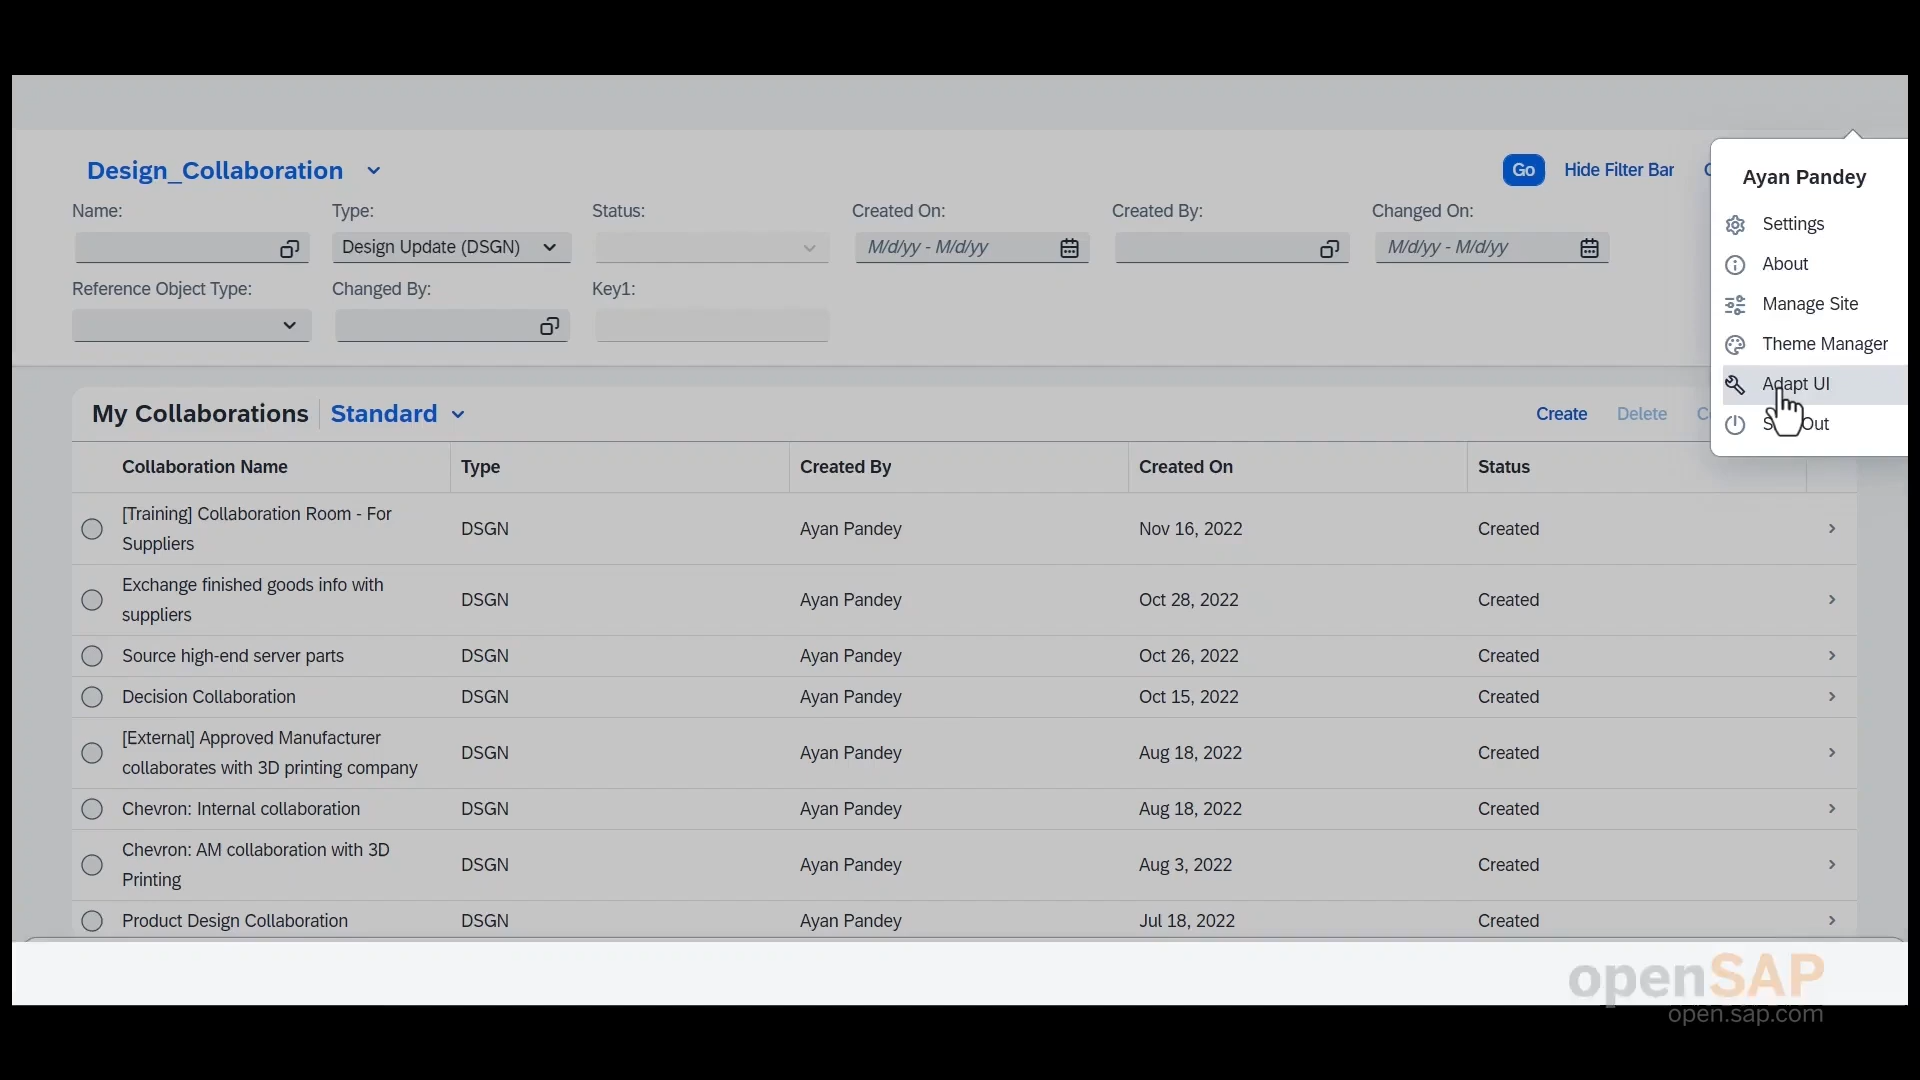 Design_Collaboration
Go
Hide Filter Bar
Ayan Pandey
Settings
About
Manage Site
Theme Manager
Adapt UI
Out
Name:
Type:
Status:
Created On:
Created By:
Changed On:
Design Update (DSGN)
M/d/yy - M/d/yy
M/d/yy - M/d/yy
Reference Object Type:
Changed By:
Key1:
My Collaborations
Standard
Create
Delete
Collaboration Name
Type
Created By
Created On
Status
[Training] Collaboration Room - For
Suppliers
DSGN
Ayan Pandey
Nov 16, 2022
Created
Exchange finished goods info with
suppliers
DSGN
Ayan Pandey
Oct 28, 2022
Created
Source high-end server parts
DSGN
Ayan Pandey
Oct 26, 2022
Created
Decision Collaboration
DSGN
Ayan Pandey
Oct 15, 2022
Created
[External] Approved Manufacturer
collaborates with 3D printing company
DSGN
Ayan Pandey
Aug 18, 2022
Created
Chevron: Internal collaboration
DSGN
Ayan Pandey
Aug 18, 2022
Created
Chevron: AM collaboration with 3D
Printing
DSGN
Ayan Pandey
Aug 3, 2022
Created
Product Design Collaboration
DSGN
Ayan Pandey
Jul 18, 2022
Created
openSAP
open.sap.com